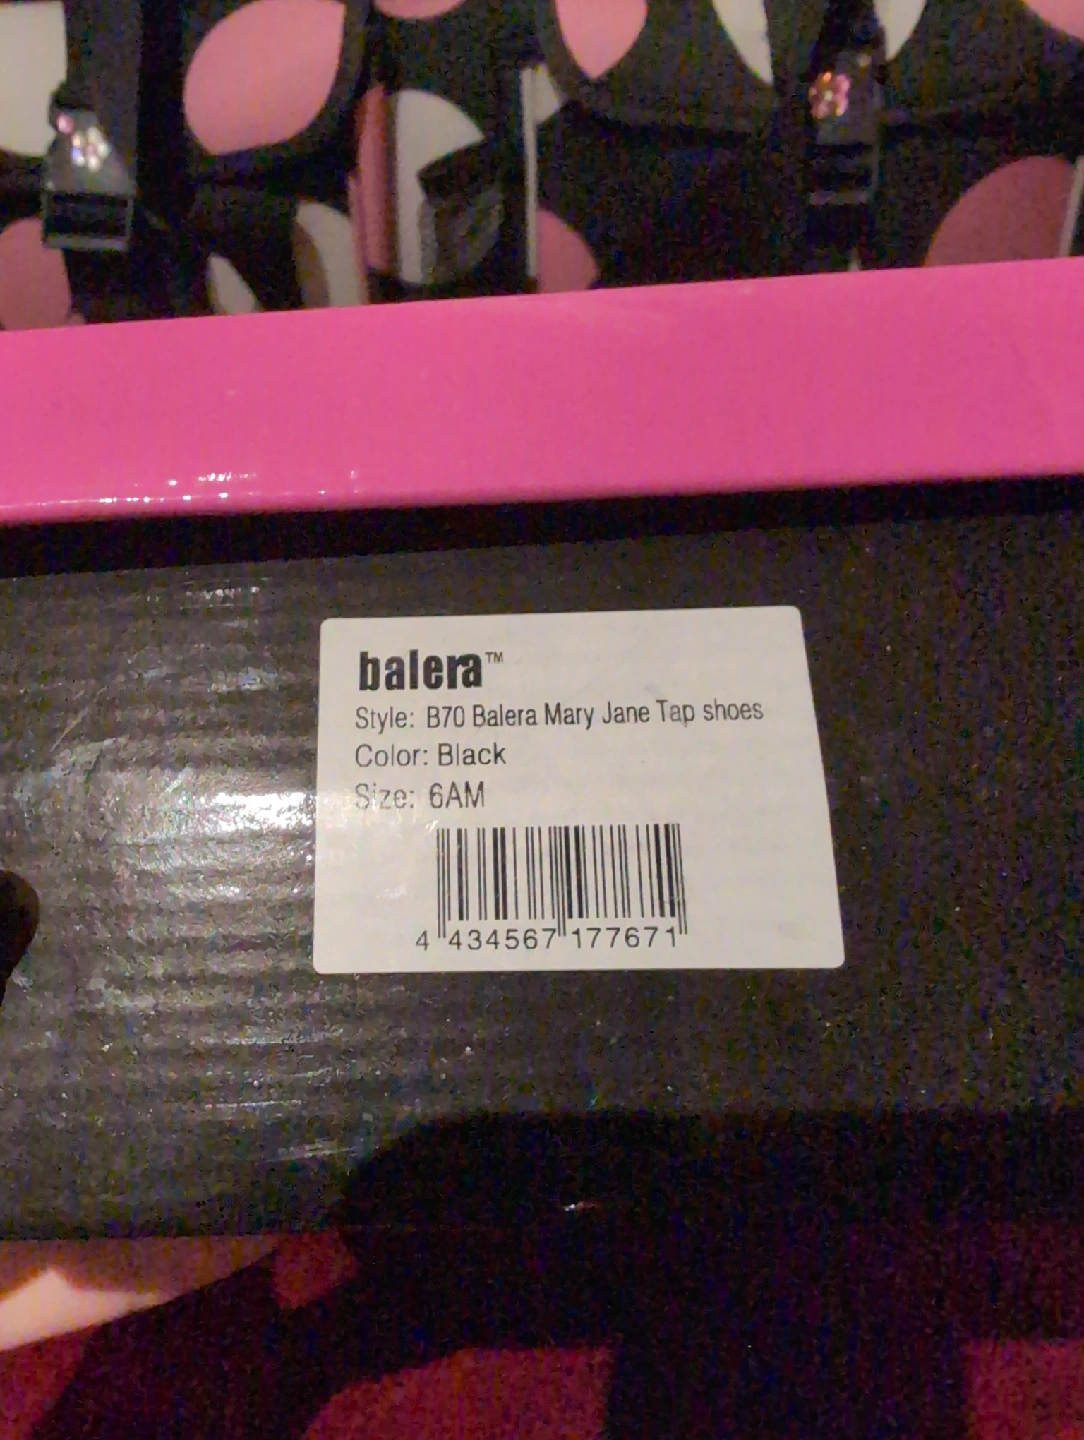 balera™
Style: B70 Balera Mary Jane Tap shoes
Color: Black
Size: 6AM
4 434567 177671